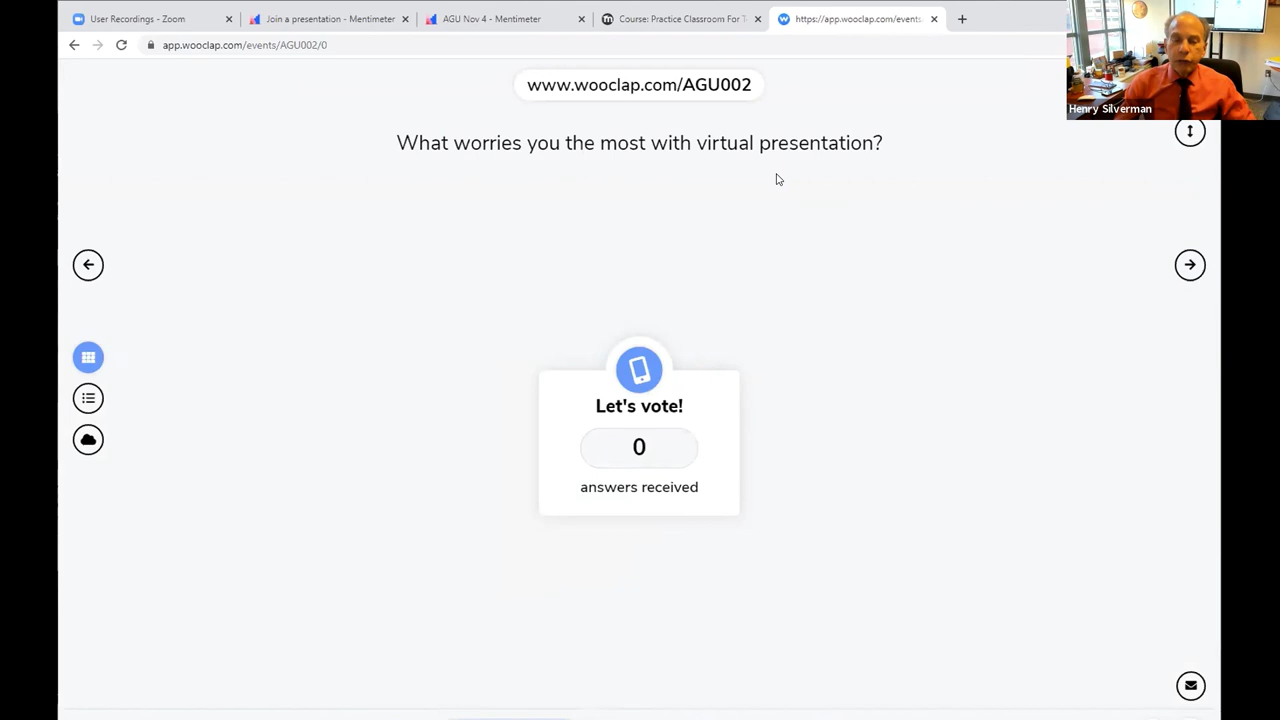 User Recordings - Zoom
Join a presentation - Mentimeter
AGU Nov 4 - Mentimeter
Course: Practice Classroom For T
https://app.wooclap.com/events
app.wooclap.com/events/AGU002/0
Henry Silverman
www.wooclap.com/AGU002
What worries you the most with virtual presentation?
Let's vote!
0
answers received